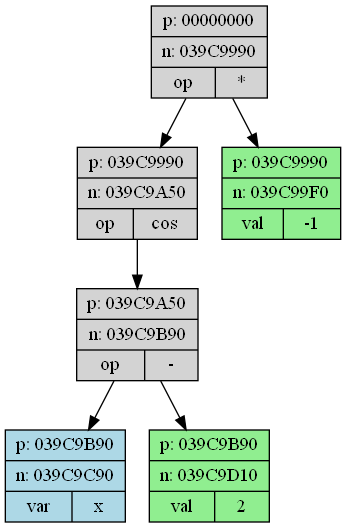 p: 00000000
n: 039C9990
op *
p: 039C9990
n: 039C9A50
op cos
p: 039C9990
n: 039C99F0
val -1
p: 039C9A50
n: 039C9B90
op -
p: 039C9B90
n: 039C9C90
var x
p: 039C9B90
n: 039C9D10
val 2